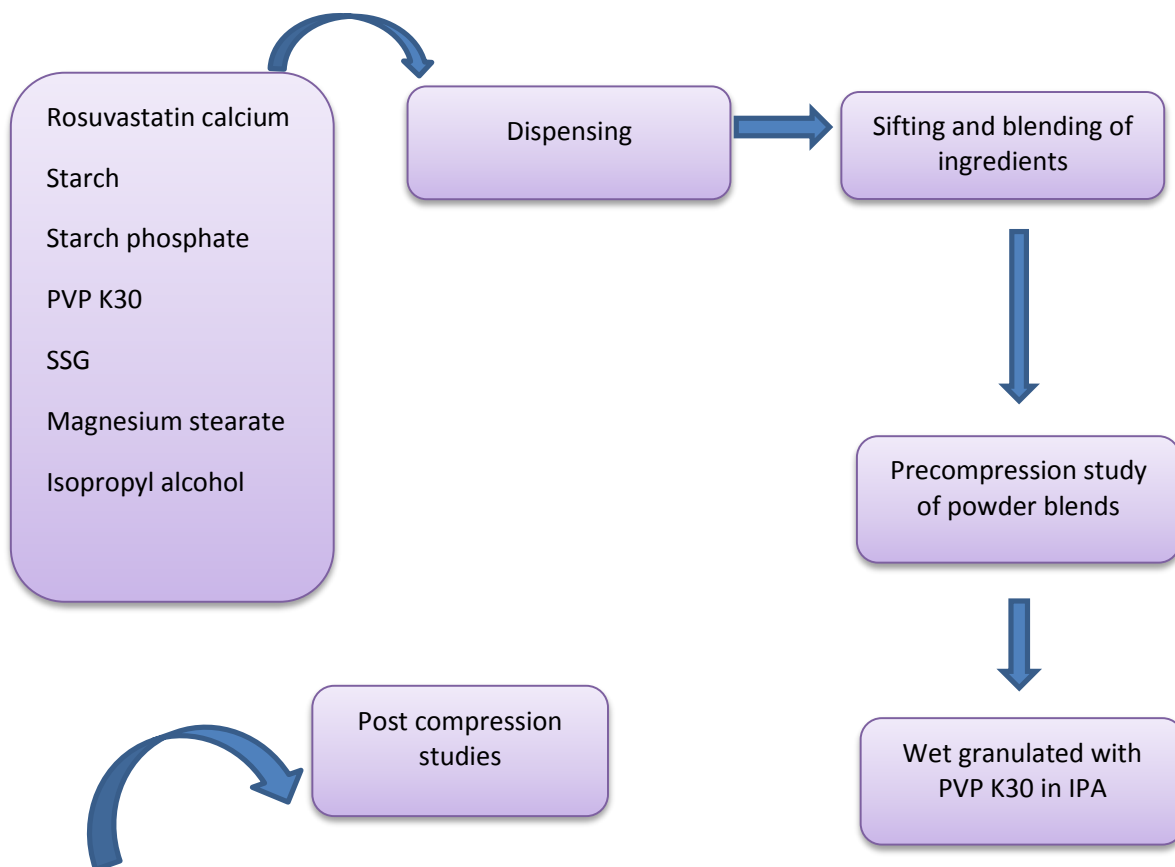 Rosuvastatin calcium
Starch
Starch phosphate
PVP K30
SSG
Magnesium stearate
Isopropyl alcohol
Dispensing
Sifting and blending of
ingredients
Precompression study
of powder blends
Wet granulated with
PVP K30 in IPA
Post compression
studies